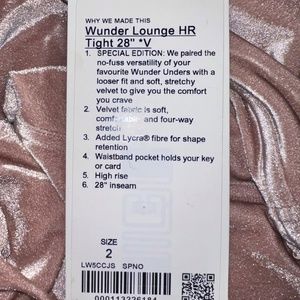 WHY WE MADE THIS
Wunder Lounge HR
Tight 28" *V
1. SPECIAL EDITION: We paired the
no-fuss versatility of your
favourite Wunder Unders with a
looser fit and soft, stretchy
velvet to give you the comfort
you crave
2. Velvet fabric is soft,
comfortable and four-way
stretch
3. Added Lycra® fibre for shape
retention
4. Waistband pocket holds your key
or card
5. High rise
6. 28" inseam
SIZE
2
LW5CCJS SPNO
000113226184